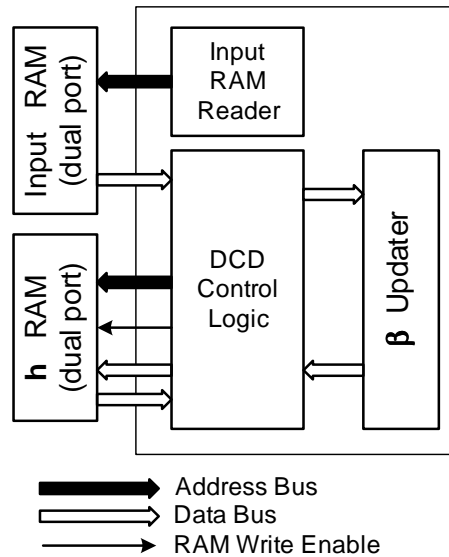 Input RAM
(dual port)
Input
RAM
Reader
h RAM
(dual port)
DCD
Control
Logic
β Updater
Address Bus
Data Bus
RAM Write Enable